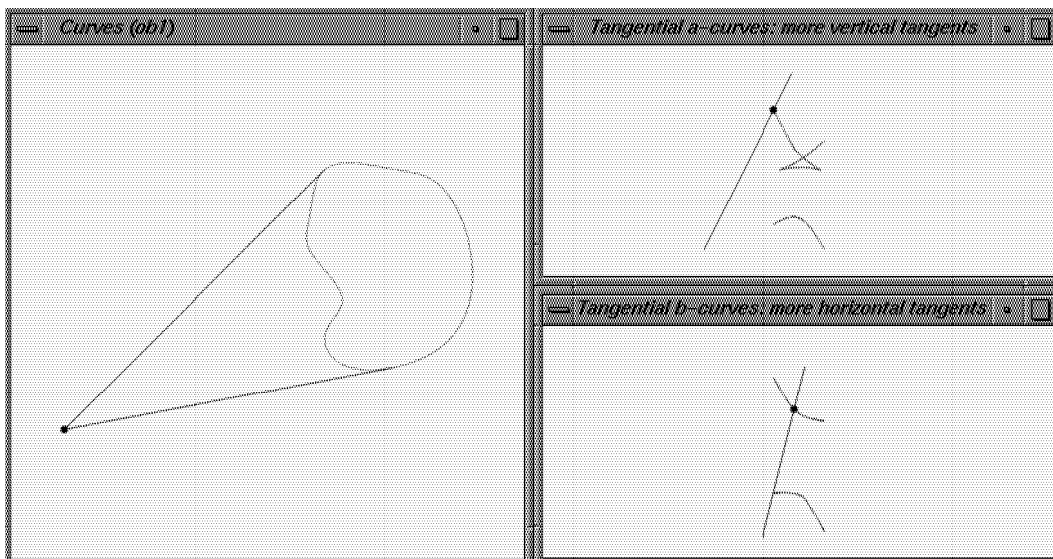 Curves (ob1)
Tangential a-curves: more vertical tangents
Tangential b-curves: more horizontal tangents